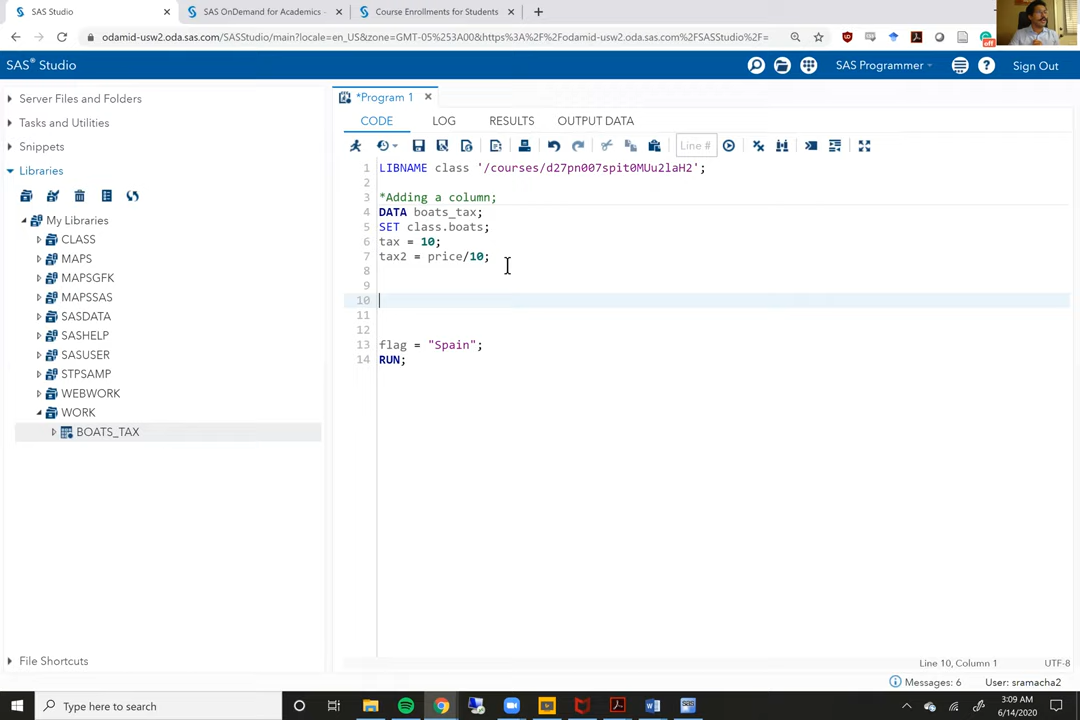 SAS Studio
SAS OnDemand for Academics -
Course Enrollments for Students
odamid-usw2.oda.sas.com/SASStudio/main?locale=en_US&zone=GMT-05%253A00&https%3A%2F%2Fodamid-usw2.oda.sas.com%2FSASStudio%2F=
off
SAS® Studio
SAS Programmer
Sign Out
Server Files and Folders
Tasks and Utilities
Snippets
Libraries
My Libraries
CLASS
MAPS
MAPSGFK
MAPSSAS
SASDATA
SASHELP
SASUSER
STPSAMP
WEBWORK
WORK
BOATS_TAX
File Shortcuts
*Program 1
CODE LOG RESULTS OUTPUT DATA
Line #
1 LIBNAME class '/courses/d27pn007spit0MUu2laH2';
2
3 *Adding a column;
4 DATA boats_tax;
5 SET class.boats;
6 tax = 10;
7 tax2 = price/10;
8
9
10
11
12
13 flag = "Spain";
14 RUN;
Line 10, Column 1 UTF-8
Messages: 6 User: sramacha2
Type here to search
3:09 AM
6/14/2020